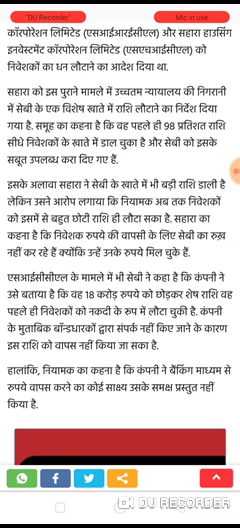 "DU Recorder"
Mic in use
कॉरपोरेशन लिमिटेड (एसआईआरईसीएल) और सहारा हाउसिंग
इनवेस्टमेंट कॉरपोरेशन लिमिटेड (एसएचआईसीएल) को
निवेशकों का धन लौटाने का आदेश दिया था.
सहारा को इस पुराने मामले में उच्चतम न्यायालय की निगरानी
में सेबी के एक विशेष खाते में राशि लौटाने का निर्देश दिया
गया है. समूह का कहना है कि वह पहले ही 98 प्रतिशत राशि
सीधे निवेशकों के खाते में डाल चुका है और सेबी को इसके
सबूत उपलब्ध करा दिए गए हैं.
इसके अलावा सहारा ने सेबी के खाते में भी बड़ी राशि डाली है
लेकिन उसने आरोप लगाया कि नियामक अब तक निवेशकों
को इसमें से बहुत छोटी राशि ही लौटा सका है. सहारा का
कहना है कि निवेशक रुपये की वापसी के लिए सेबी का रुख
नहीं कर रहे हैं क्योंकि उन्हें उनके रुपये मिल चुके हैं.
एसआईसीसीएल के मामले में भी सेबी ने कहा है कि कंपनी ने
उसे बताया है कि वह 18 करोड़ रुपये को छोड़कर शेष राशि वह
पहले ही निवेशकों को नकदी के रूप में लौटा चुकी है. कंपनी
के मुताबिक बॉन्डधारकों द्वारा संपर्क नहीं किए जाने के कारण
इस राशि को वापस नहीं किया जा सका है.
हालांकि, नियामक का कहना है कि कंपनी ने बैंकिंग माध्यम से
रुपये वापस करने का कोई साक्ष्य उसके समक्ष प्रस्तुत नहीं
किया है.
DU RECORDER